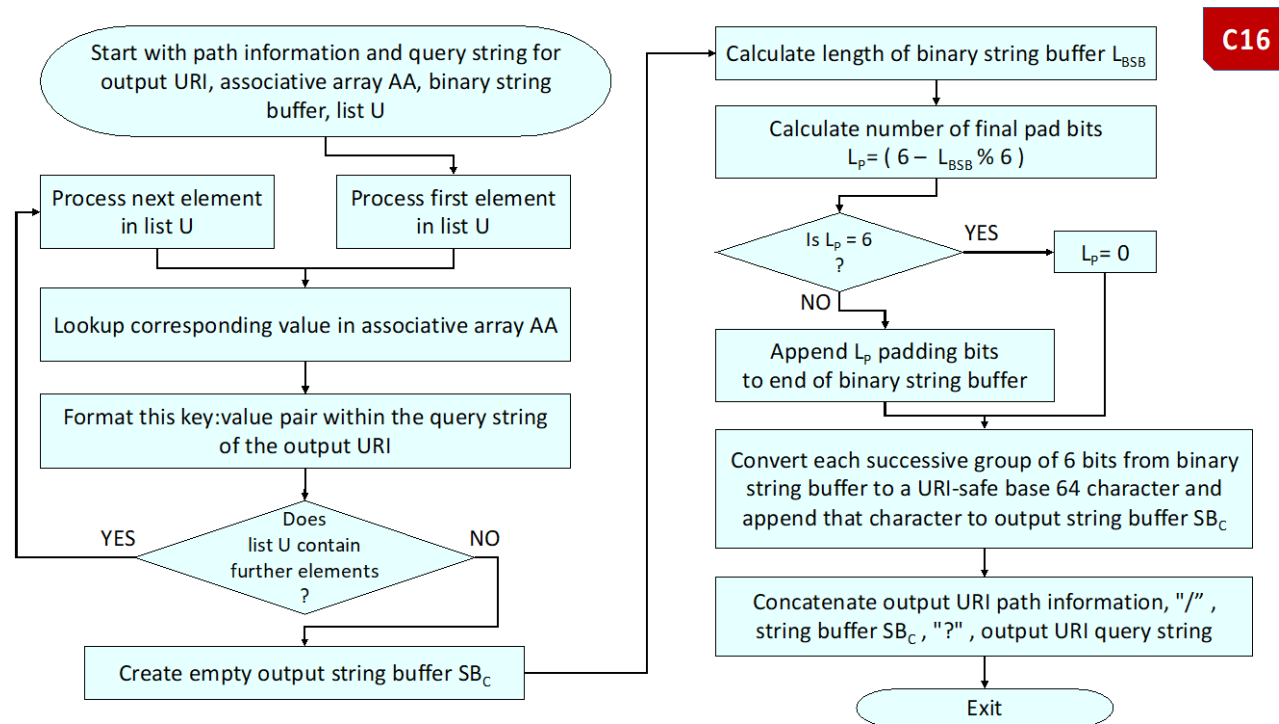 C16
Start with path information and query string for
output URI, associative array AA, binary string
buffer, list U
Process next element
in list U
Process first element
in list U
Lookup corresponding value in associative array AA
Format this key:value pair within the query string
of the output URI
Does
list U contain
further elements
?
YES
NO
Create empty output string buffer SBC
Calculate length of binary string buffer LBSB
Calculate number of final pad bits
LP= ( 6 – LBSB % 6 )
Is LP = 6
?
YES
LP= 0
NO
Append LP padding bits
to end of binary string buffer
Convert each successive group of 6 bits from binary
string buffer to a URI-safe base 64 character and
append that character to output string buffer SBC
Concatenate output URI path information, "/” ,
string buffer SBC , "?" , output URI query string
Exit